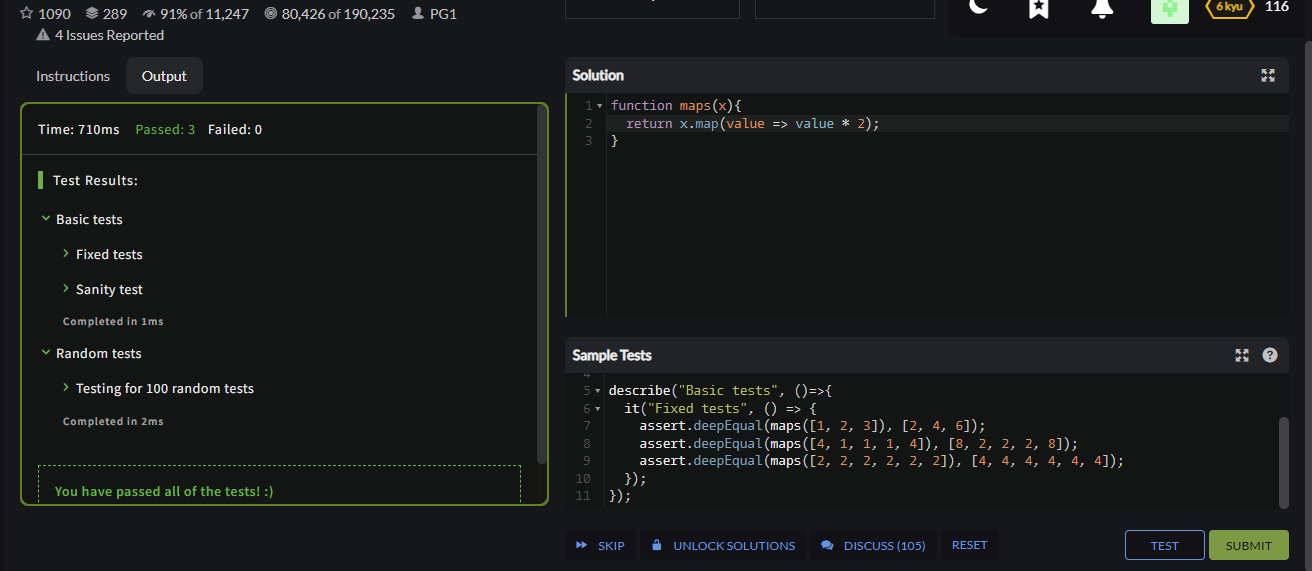 1090 289 91% of 11,247 80,426 of 190,235 PG1
4 Issues Reported
6 kyu 116
Instructions Output
Time: 710ms Passed: 3 Failed: 0
Test Results:
Basic tests
Fixed tests
Sanity test
Completed in 1ms
Random tests
Testing for 100 random tests
Completed in 2ms
You have passed all of the tests! :)
Solution
1 function maps(x){
2 return x.map(value => value * 2);
3 }
Sample Tests
4
5 describe("Basic tests", ()=>{
6 it("Fixed tests", () => {
7 assert.deepEqual(maps([1, 2, 3]), [2, 4, 6]);
8 assert.deepEqual(maps([4, 1, 1, 1, 4]), [8, 2, 2, 2, 8]);
9 assert.deepEqual(maps([2, 2, 2, 2, 2, 2]), [4, 4, 4, 4, 4, 4]);
10 });
11 });
SKIP UNLOCK SOLUTIONS DISCUSS (105) RESET TEST SUBMIT